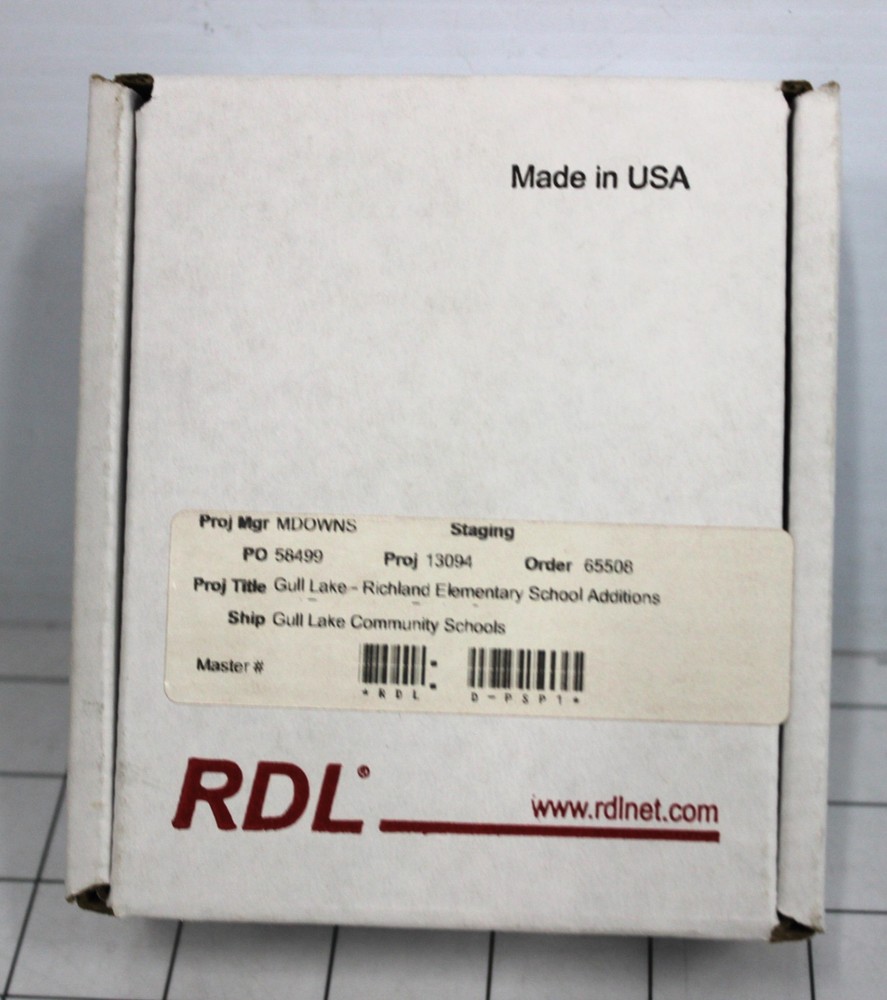 Made in USA
Proj Mgr MDOWNS Staging
PO 58499 Proj 13094 Order 65508
Proj Title Gull Lake - Richland Elementary School Additions
Ship Gull Lake Community Schools
Master #
*RDL D-PSP1*
RDL®
www.rdlnet.com